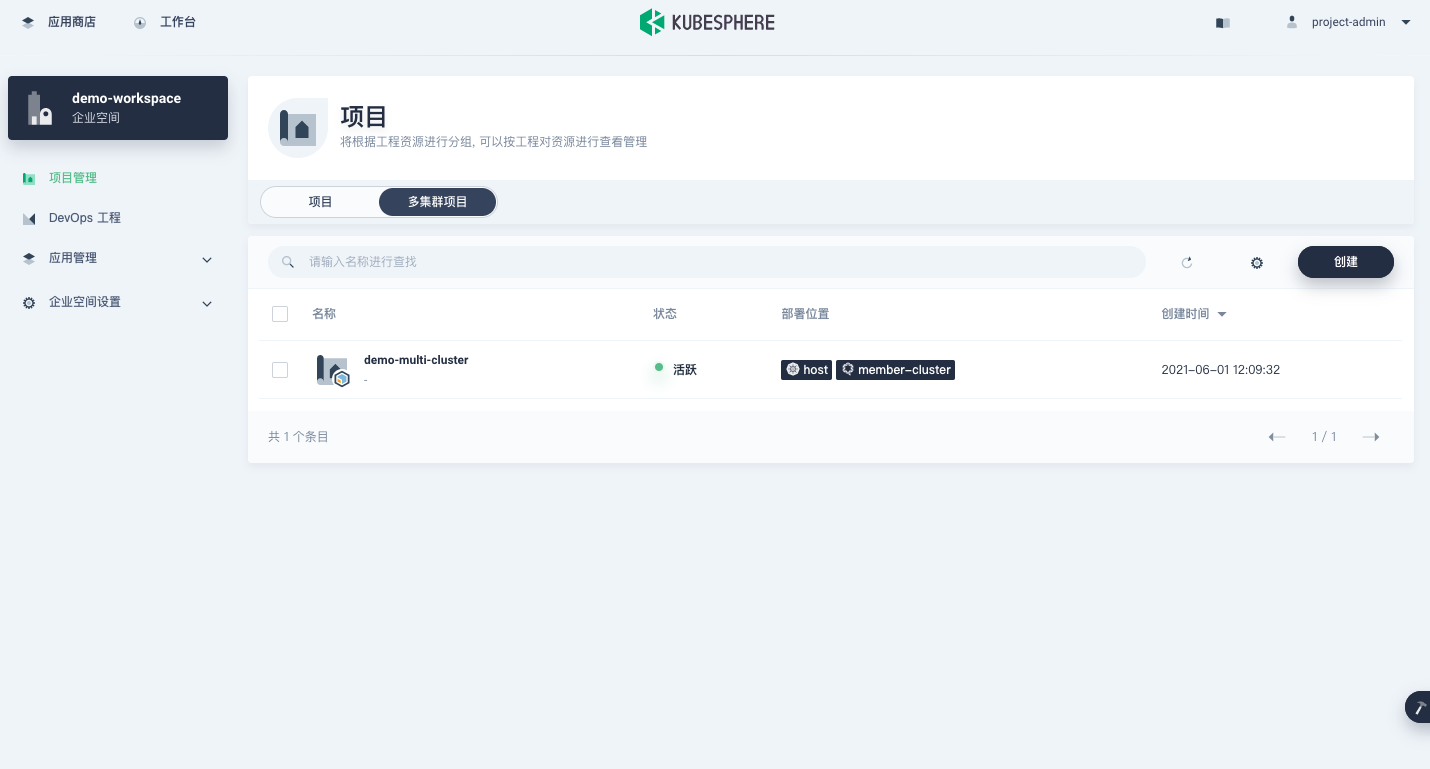 应用商店
工作台
KUBESPHERE
project-admin
demo-workspace
企业空间
项目管理
DevOps 工程
应用管理
企业空间设置
项目
将根据工程资源进行分组, 可以按工程对资源进行查看管理
项目
多集群项目
请输入名称进行查找
创建
名称
状态
部署位置
创建时间
demo-multi-cluster
-
活跃
host
member-cluster
2021-06-01 12:09:32
共 1 个条目
1 / 1